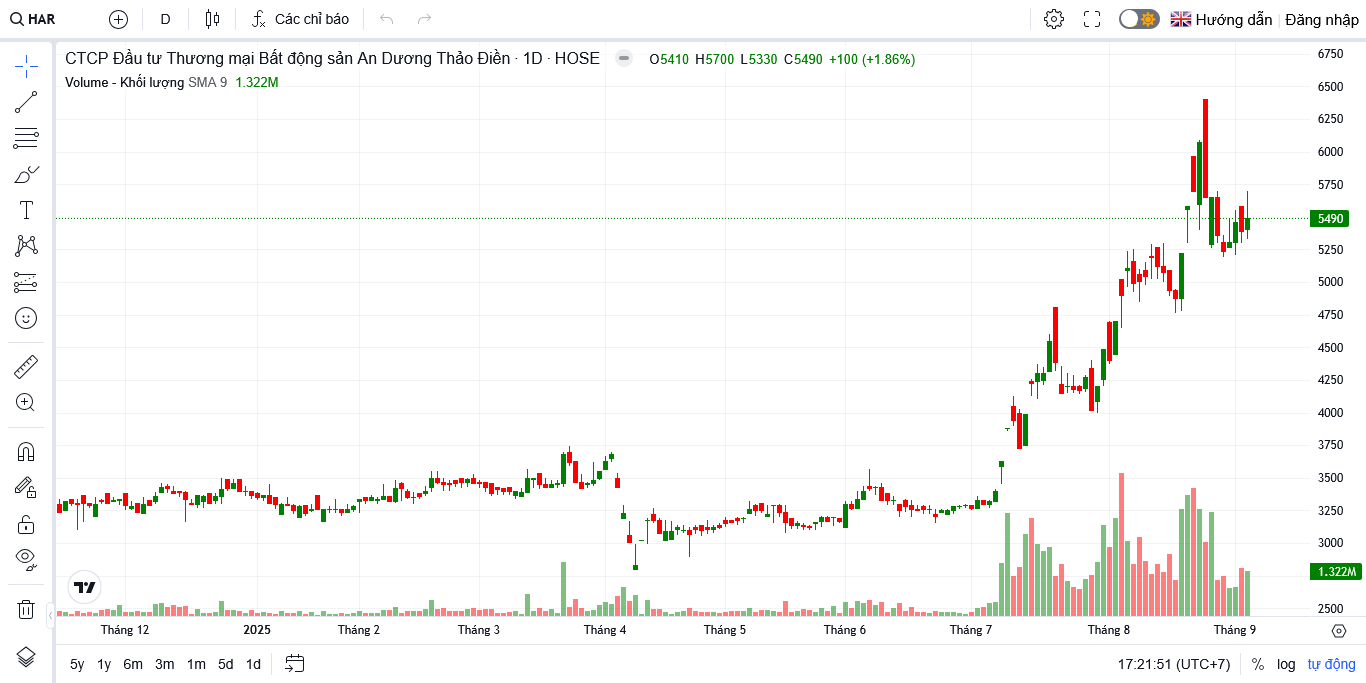 HAR D Các chỉ báo Hướng dẫn Đăng nhập
CTCP Đầu tư Thương mại Bất động sản An Dương Thảo Điền · 1D · HOSE O5410 H5700 L5330 C5490 +100 (+1.86%)
Volume - Khối lượng SMA 9 1.322M
6750
6500
6250
6000
5750
5490
5250
5000
4750
4500
4250
4000
3750
3500
3250
3000
1.322M
2500
Tháng 12 2025 Tháng 2 Tháng 3 Tháng 4 Tháng 5 Tháng 6 Tháng 7 Tháng 8 Tháng 9
5y 1y 6m 3m 1m 5d 1d 17:21:51 (UTC+7) % log tự động